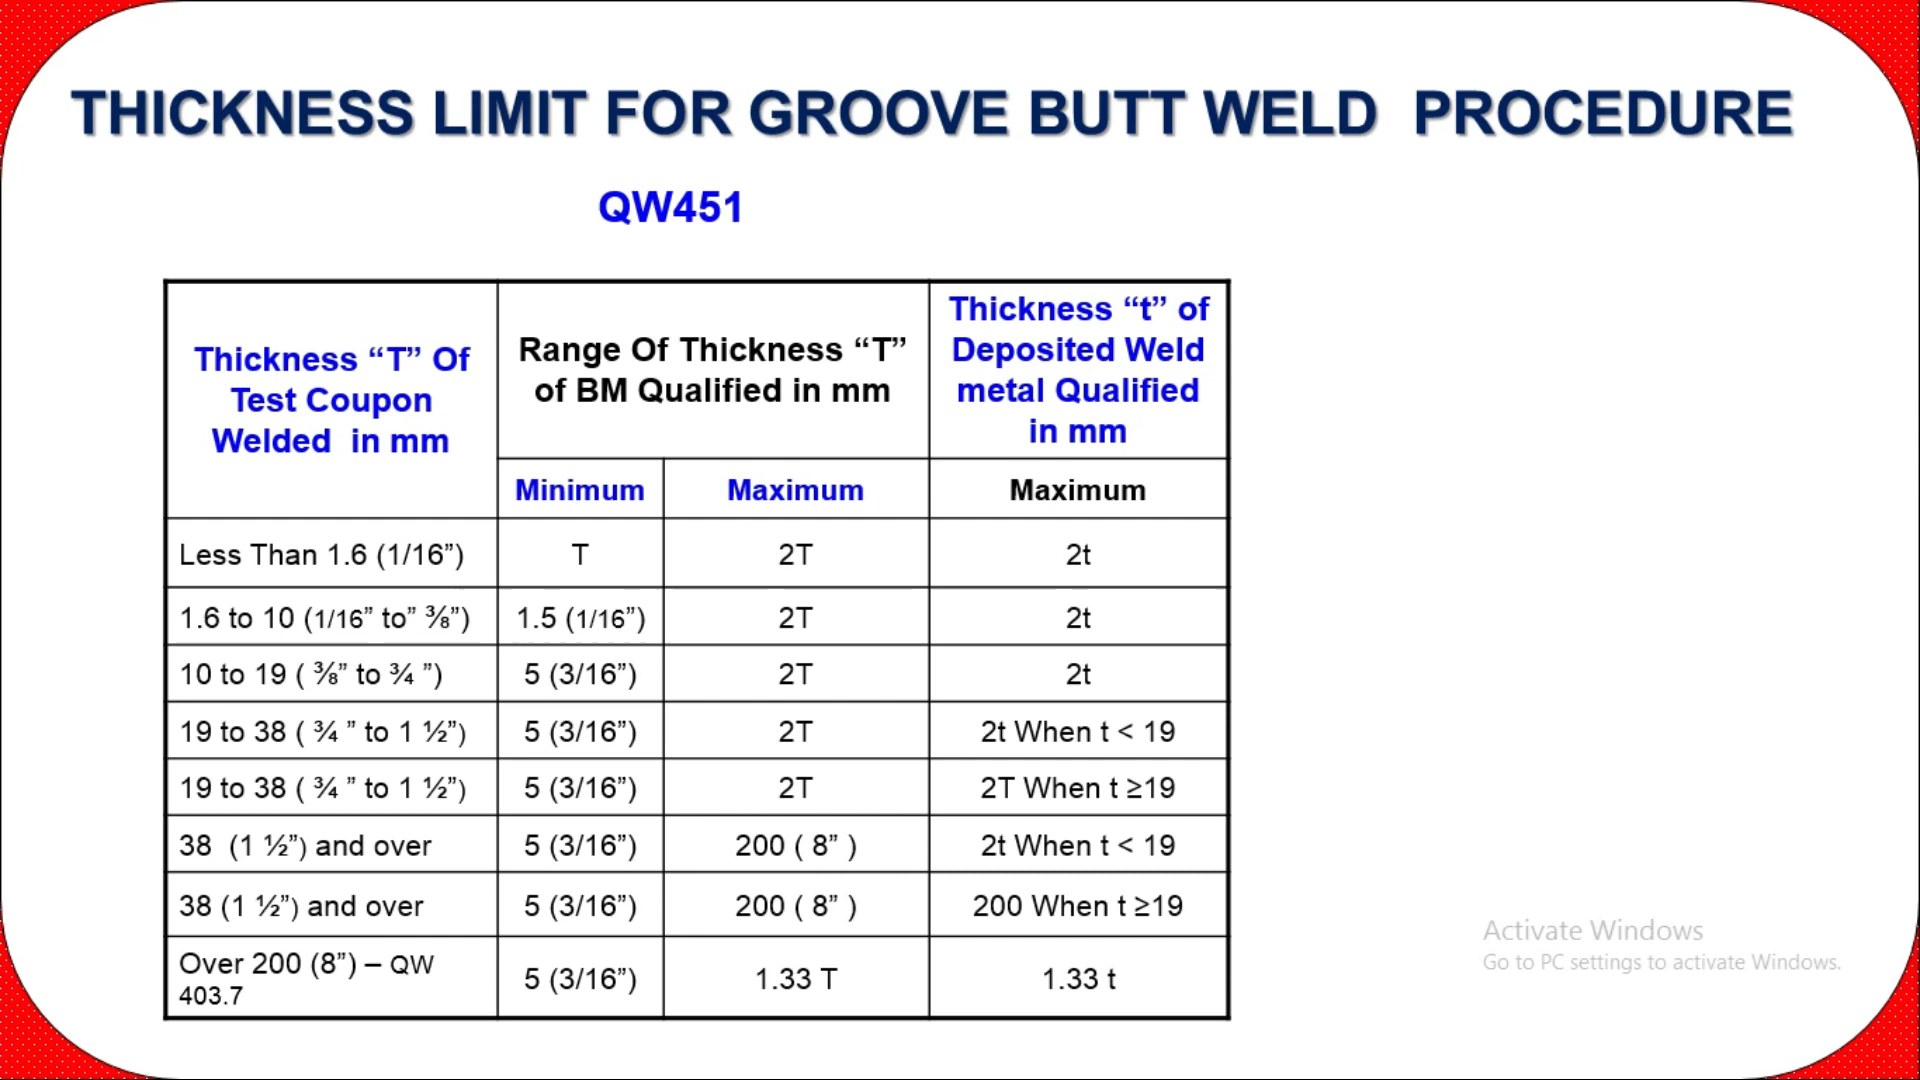 THICKNESS LIMIT FOR GROOVE BUTT WELD PROCEDURE
QW451
Thickness “T” Of
Test Coupon
Welded in mm
Range Of Thickness “T”
of BM Qualified in mm
Thickness “t” of
Deposited Weld
metal Qualified
in mm
Minimum Maximum Maximum
Less Than 1.6 (1/16”) T 2T 2t
1.6 to 10 (1/16” to” ⅜”) 1.5 (1/16”) 2T 2t
10 to 19 ( ⅜” to ¾ ”) 5 (3/16”) 2T 2t
19 to 38 ( ¾ ” to 1 ½”) 5 (3/16”) 2T 2t When t < 19
19 to 38 ( ¾ ” to 1 ½”) 5 (3/16”) 2T 2T When t ≥19
38 (1 ½”) and over 5 (3/16”) 200 ( 8” ) 2t When t < 19
38 (1 ½”) and over 5 (3/16”) 200 ( 8” ) 200 When t ≥19
Over 200 (8”) – QW
403.7
5 (3/16”) 1.33 T 1.33 t
Activate Windows
Go to PC settings to activate Windows.